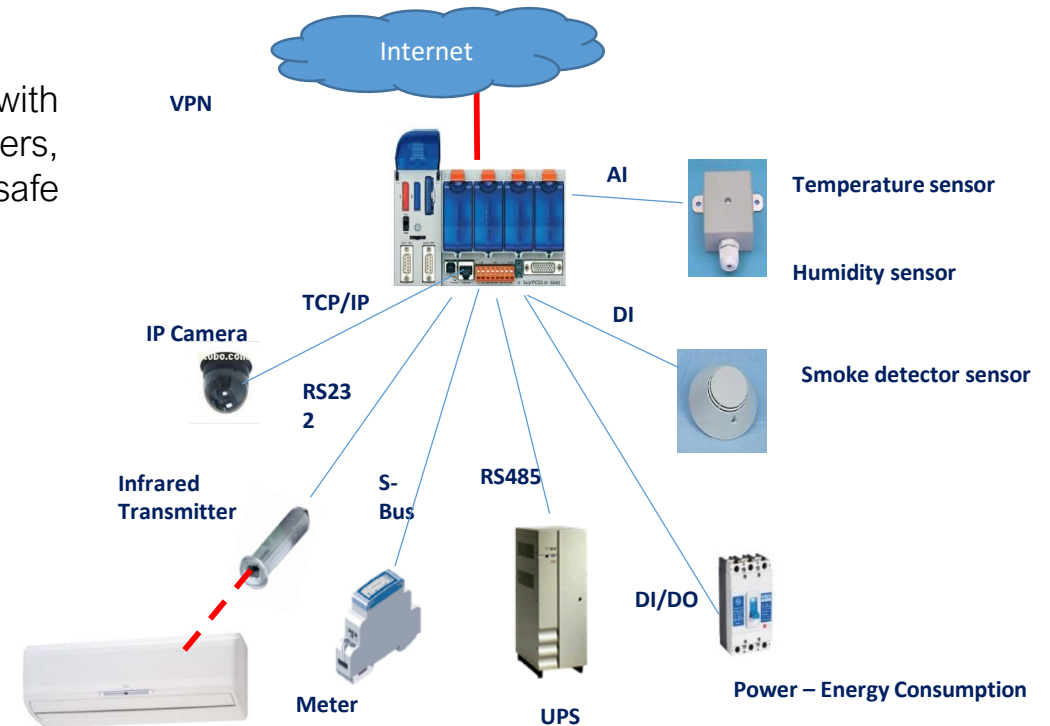 Internet
with
ers,
safe
VPN
AI
Temperature sensor
Humidity sensor
TCP/IP
DI
IP Camera
Smoke detector sensor
RS23
2
Infrared
Transmitter
S-
Bus
RS485
DI/DO
Meter
UPS
Power – Energy Consumption